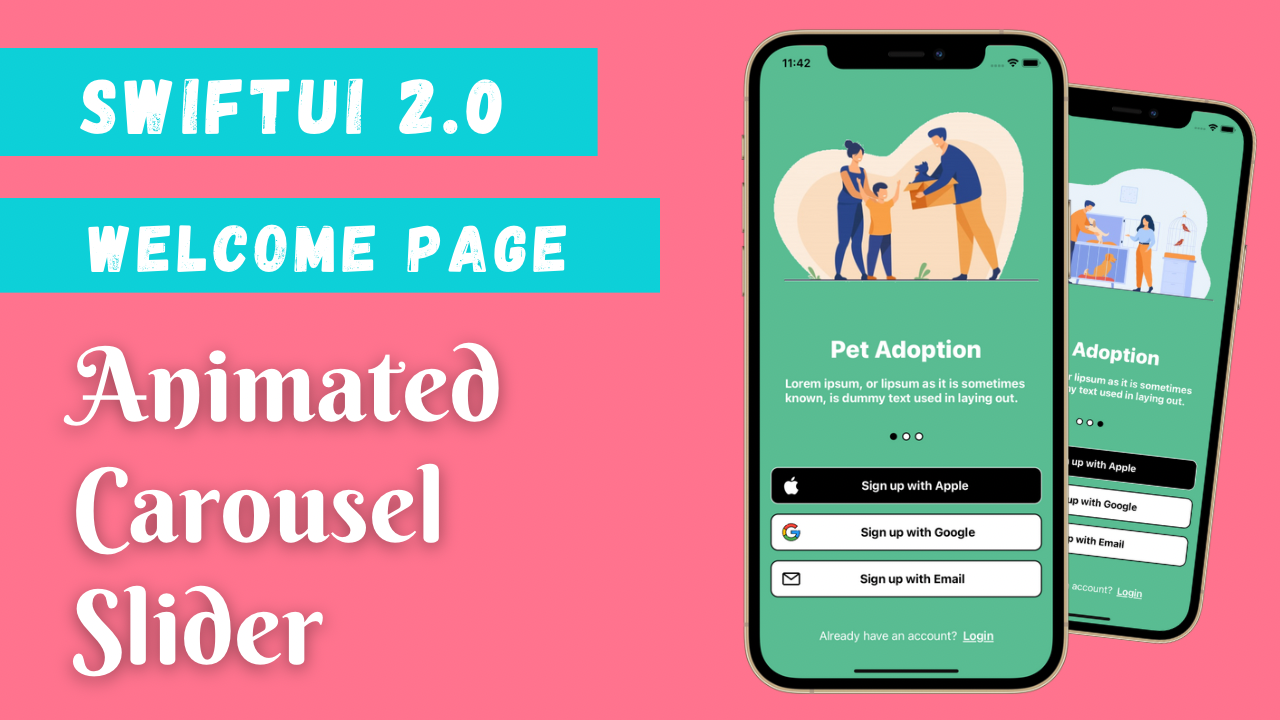 SWIFTUI 2.0
WELCOME PAGE
Animated
Carousel
Slider
11:42
Pet Adoption
Lorem ipsum, or lipsum as it is sometimes
known, is dummy text used in laying out.
Sign up with Apple
Sign up with Google
Sign up with Email
Already have an account? Login
Adoption
or lipsum as it is sometimes
text used in laying out.
up with Apple
up with Google
with Email
account? Login